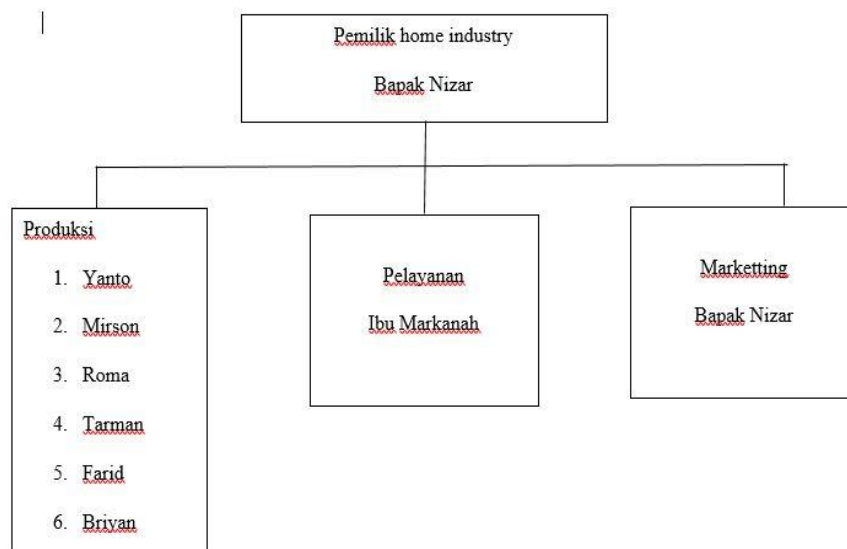 Pemilik home industry
Bapak Nizar
Produksi
1. Yanto
2. Mirson
3. Roma
4. Tarman
5. Farid
6. Briyan
Pelayanan
Ibu Markanah
Marketting
Bapak Nizar